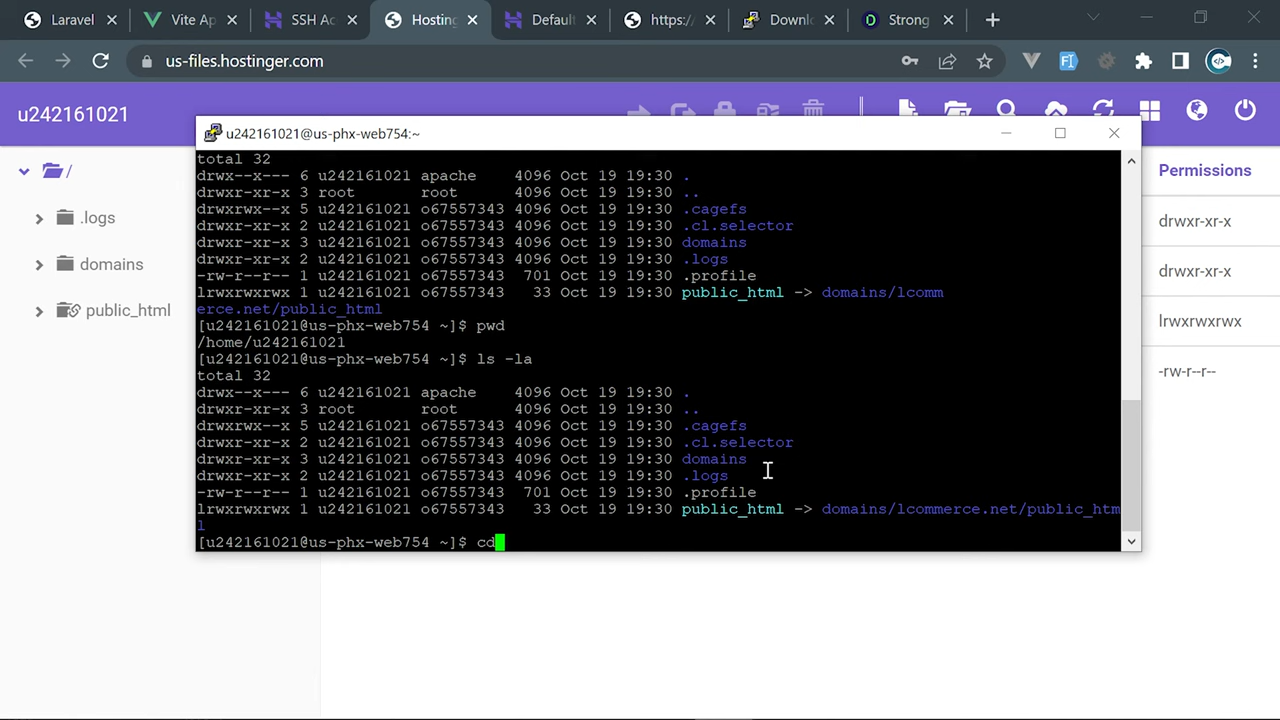 Laravel
Vite Ap
SSH Ac
Hosting
Default
https:/
Downl
Strong
us-files.hostinger.com
u242161021
u242161021@us-phx-web754:~
/
.logs
domains
public_html
Permissions
drwxr-xr-x
drwxr-xr-x
lrwxrwxrwx
-rw-r--r--
total 32
drwx--x--- 6 u242161021 apache 4096 Oct 19 19:30 .
drwxr-xr-x 3 root root 4096 Oct 19 19:30 ..
drwxrwx--x 5 u242161021 o67557343 4096 Oct 19 19:30 .cagefs
drwxr-xr-x 2 u242161021 o67557343 4096 Oct 19 19:30 .cl.selector
drwxr-xr-x 3 u242161021 o67557343 4096 Oct 19 19:30 domains
drwxr-xr-x 2 u242161021 o67557343 4096 Oct 19 19:30 .logs
-rw-r--r-- 1 u242161021 o67557343 701 Oct 19 19:30 .profile
lrwxrwxrwx 1 u242161021 o67557343 33 Oct 19 19:30 public_html -> domains/lcomm
erce.net/public_html
[u242161021@us-phx-web754 ~]$ pwd
/home/u242161021
[u242161021@us-phx-web754 ~]$ ls -la
total 32
drwx--x--- 6 u242161021 apache 4096 Oct 19 19:30 .
drwxr-xr-x 3 root root 4096 Oct 19 19:30 ..
drwxrwx--x 5 u242161021 o67557343 4096 Oct 19 19:30 .cagefs
drwxr-xr-x 2 u242161021 o67557343 4096 Oct 19 19:30 .cl.selector
drwxr-xr-x 3 u242161021 o67557343 4096 Oct 19 19:30 domains
drwxr-xr-x 2 u242161021 o67557343 4096 Oct 19 19:30 .logs
-rw-r--r-- 1 u242161021 o67557343 701 Oct 19 19:30 .profile
lrwxrwxrwx 1 u242161021 o67557343 33 Oct 19 19:30 public_html -> domains/lcommerce.net/public_htm
l
[u242161021@us-phx-web754 ~]$ cd